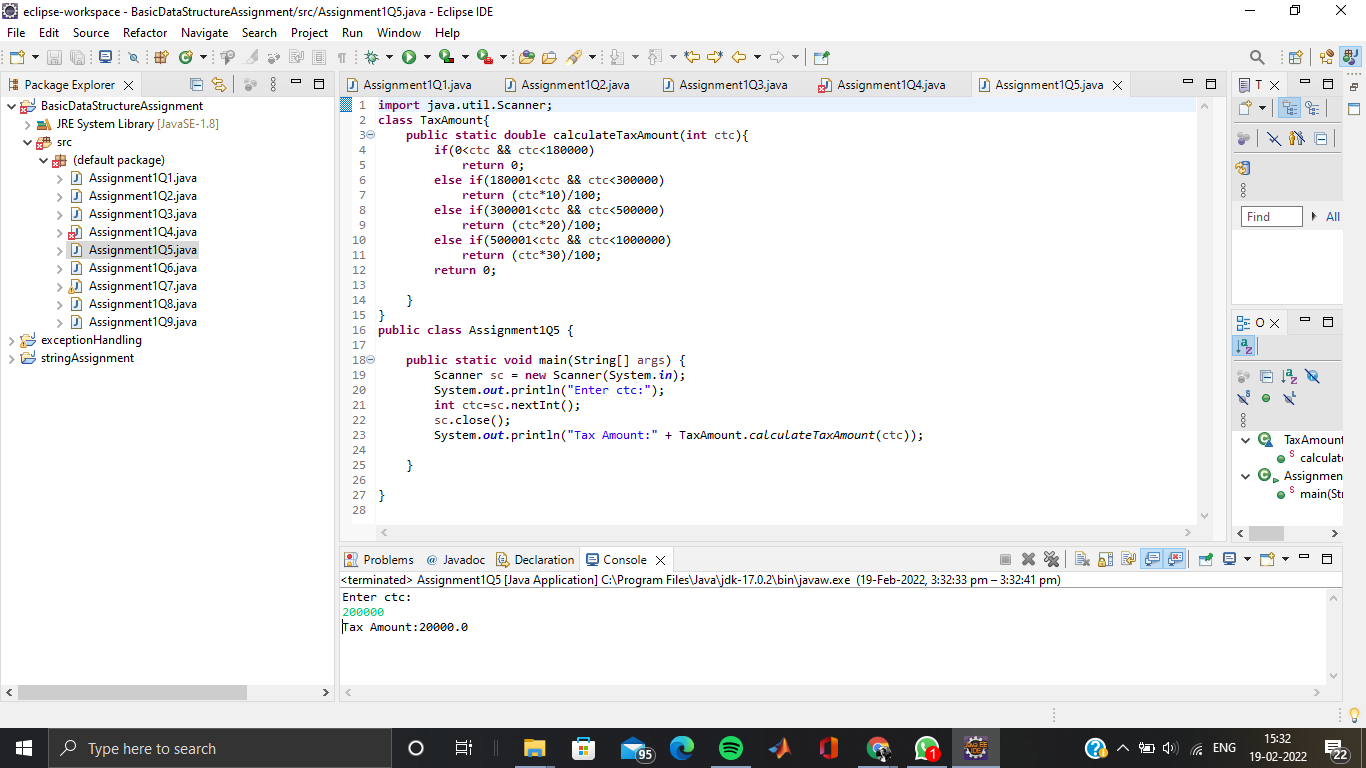 eclipse-workspace - BasicDataStructureAssignment/src/Assignment1Q5.java - Eclipse IDE
File Edit Source Refactor Navigate Search Project Run Window Help
Package Explorer
BasicDataStructureAssignment
JRE System Library [JavaSE-1.8]
src
(default package)
Assignment1Q1.java
Assignment1Q2.java
Assignment1Q3.java
Assignment1Q4.java
Assignment1Q5.java
Assignment1Q6.java
Assignment1Q7.java
Assignment1Q8.java
Assignment1Q9.java
exceptionHandling
stringAssignment
Assignment1Q1.java Assignment1Q2.java Assignment1Q3.java Assignment1Q4.java Assignment1Q5.java
1 import java.util.Scanner;
2 class TaxAmount{
3 public static double calculateTaxAmount(int ctc){
4 if(0<ctc && ctc<180000)
5 return 0;
6 else if(180001<ctc && ctc<300000)
7 return (ctc*10)/100;
8 else if(300001<ctc && ctc<500000)
9 return (ctc*20)/100;
10 else if(500001<ctc && ctc<1000000)
11 return (ctc*30)/100;
12 return 0;
13
14 }
15 }
16 public class Assignment1Q5 {
17
18 public static void main(String[] args) {
19 Scanner sc = new Scanner(System.in);
20 System.out.println("Enter ctc:");
21 int ctc=sc.nextInt();
22 sc.close();
23 System.out.println("Tax Amount:" + TaxAmount.calculateTaxAmount(ctc));
24
25 }
26
27 }
28
T
Find All
O
TaxAmount
calculate
Assignmen
main(Str
Problems @ Javadoc Declaration Console
<terminated> Assignment1Q5 [Java Application] C:\Program Files\Java\jdk-17.0.2\bin\javaw.exe (19-Feb-2022, 3:32:33 pm – 3:32:41 pm)
Enter ctc:
200000
Tax Amount:20000.0
Type here to search
95
1
ENG
15:32
19-02-2022
22